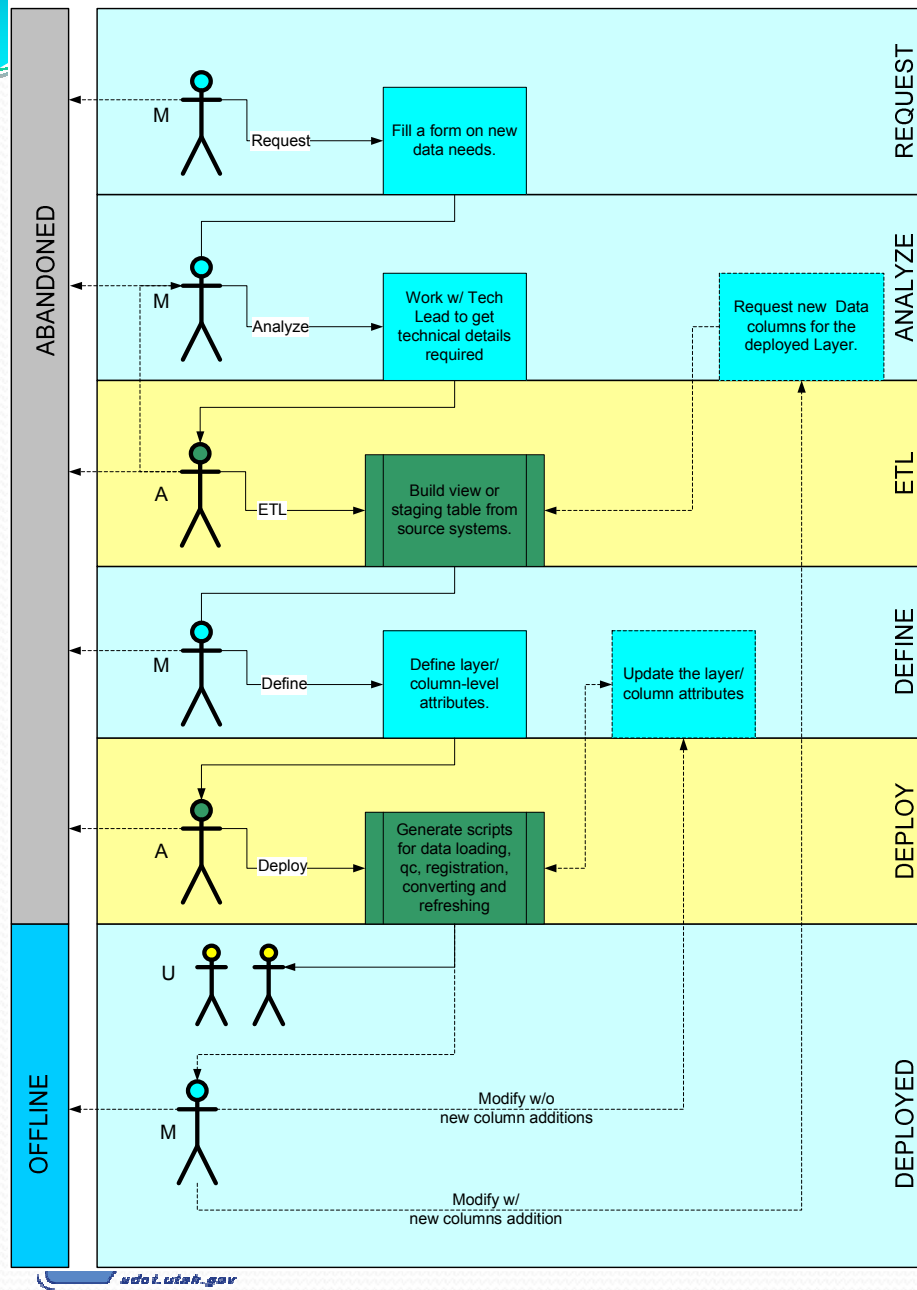 REQUEST
M
Request
Fill a form on new
data needs.
ABANDONED
ANALYZE
M
Analyze
Work w/ Tech
Lead to get
technical details
required
Request new Data
columns for the
deployed Layer.
ETL
A
ETL
Build view or
staging table from
source systems.
DEFINE
M
Define
Define layer/
column-level
attributes.
Update the layer/
column attributes
DEPLOY
A
Deploy
Generate scripts
for data loading,
qc, registration,
converting and
refreshing
U
OFFLINE
DEPLOYED
M
Modify w/o
new column additions
Modify w/
new columns addition
udot.utah.gov